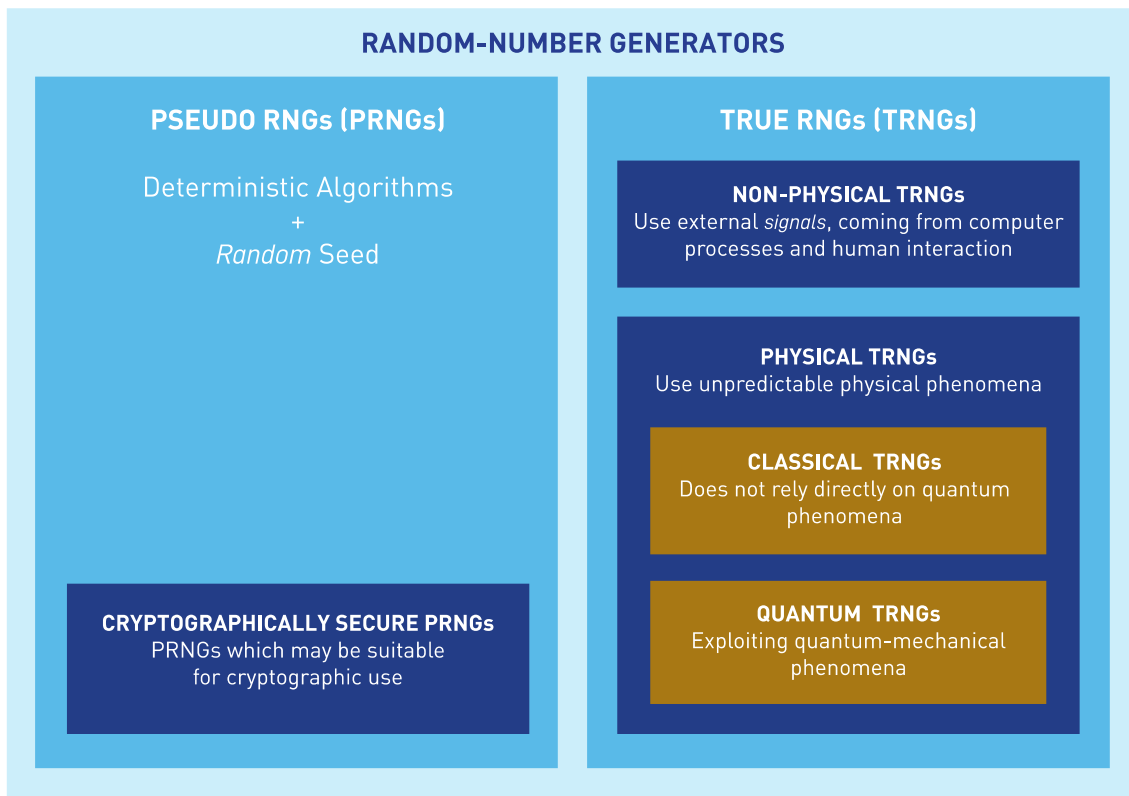 RANDOM-NUMBER GENERATORS
PSEUDO RNGs (PRNGs)
Deterministic Algorithms
+
Random Seed
CRYPTOGRAPHICALLY SECURE PRNGs
PRNGs which may be suitable
for cryptographic use
TRUE RNGs (TRNGs)
NON-PHYSICAL TRNGs
Use external signals, coming from computer
processes and human interaction
PHYSICAL TRNGs
Use unpredictable physical phenomena
CLASSICAL TRNGs
Does not rely directly on quantum
phenomena
QUANTUM TRNGs
Exploiting quantum-mechanical
phenomena